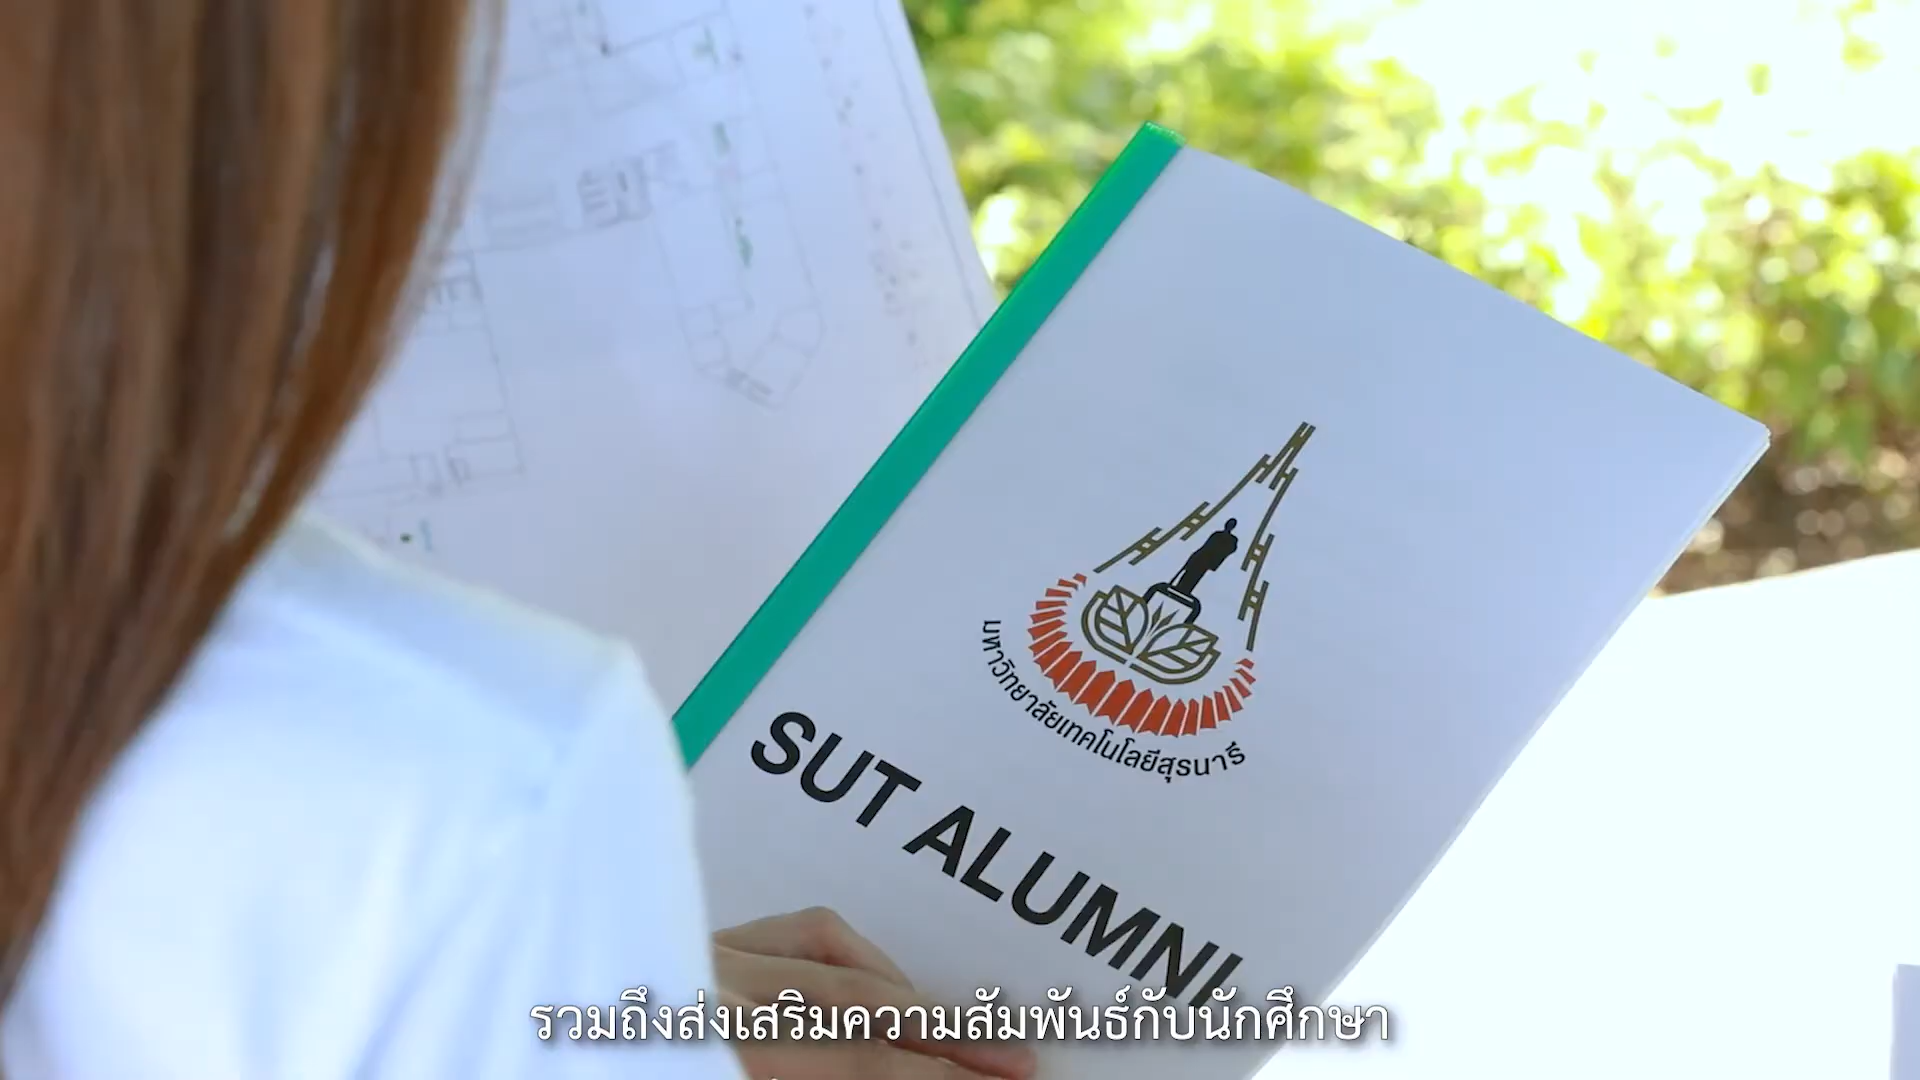 มหาวิทยาลัยเทคโนโลยีสุรนารี
SUT ALUMNI
รวมถึงส่งเสริมความสัมพันธ์กับนักศึกษา